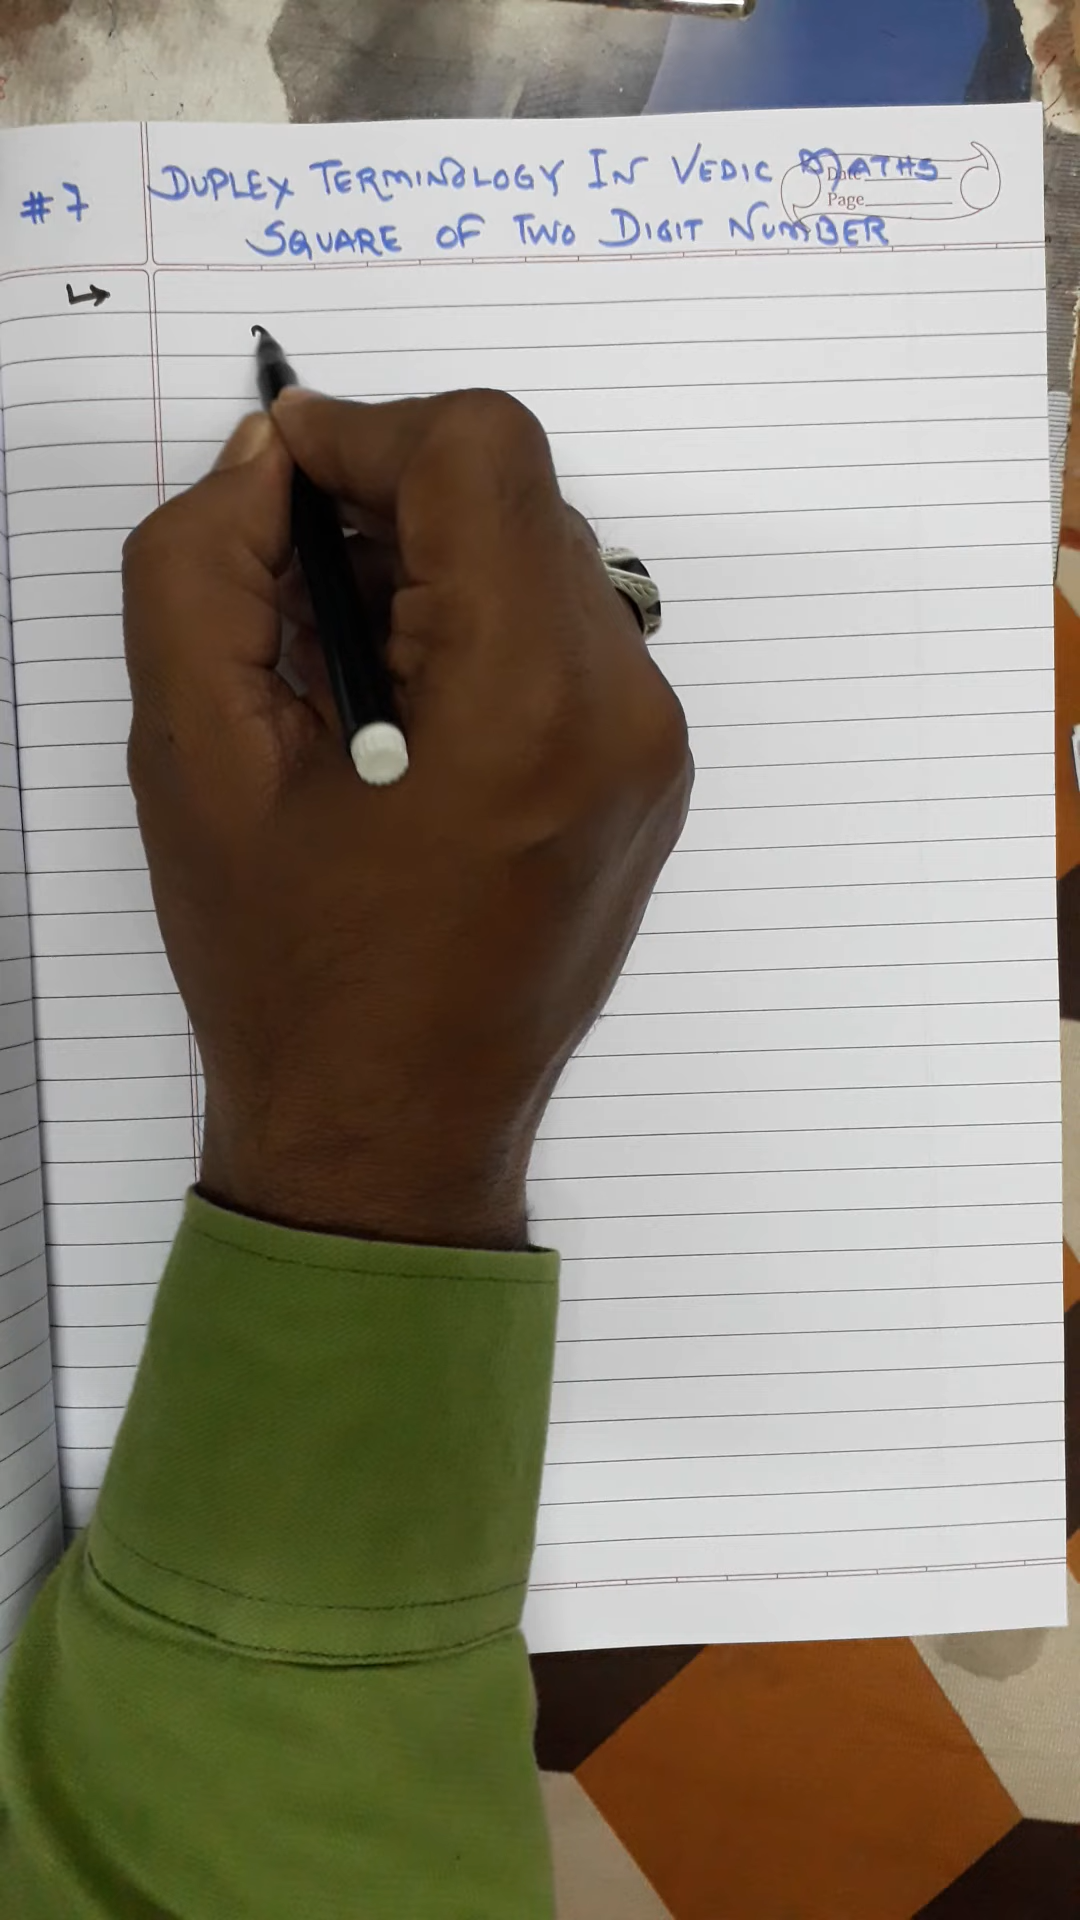 #7
DUPLEX TERMINOLOGY IN VEDIC MATHS
SQUARE OF TWO DIGIT NUMBER
Date
Page
↳